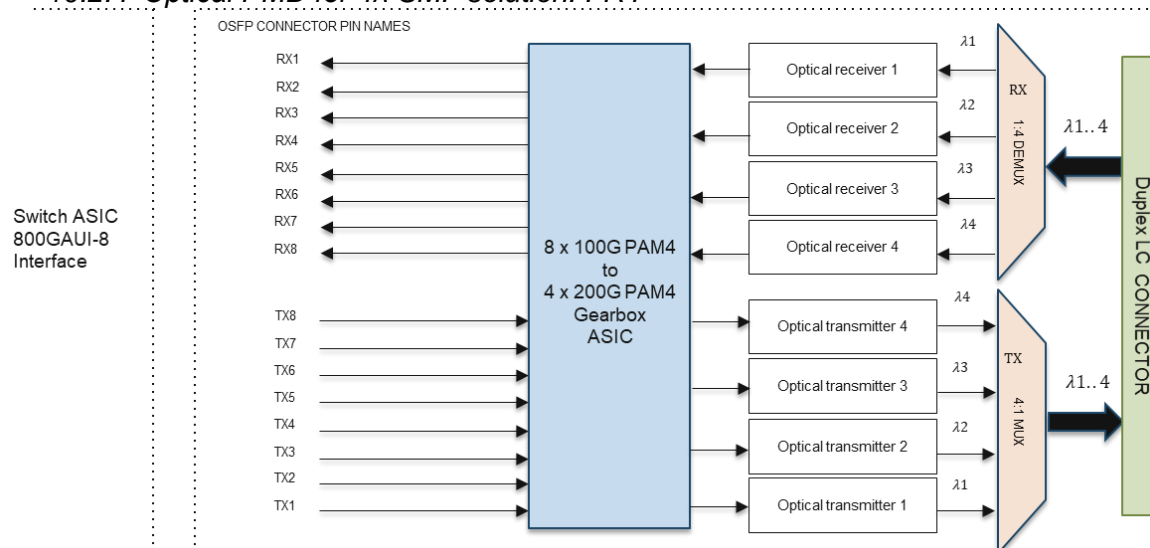 OSFP CONNECTOR PIN NAMES
RX1
RX2
RX3
RX4
RX5
RX6
RX7
RX8
TX8
TX7
TX6
TX5
TX4
TX3
TX2
TX1
Switch ASIC
800GAUI-8
Interface
8 x 100G PAM4
to
4 x 200G PAM4
Gearbox
ASIC
Optical receiver 1
Optical receiver 2
Optical receiver 3
Optical receiver 4
Optical transmitter 4
Optical transmitter 3
Optical transmitter 2
Optical transmitter 1
λ1
λ2
λ3
λ4
λ4
λ3
λ2
λ1
RX
1:4 DEMUX
TX
4:1 MUX
λ1..4
λ1..4
Duplex LC CONNECTOR